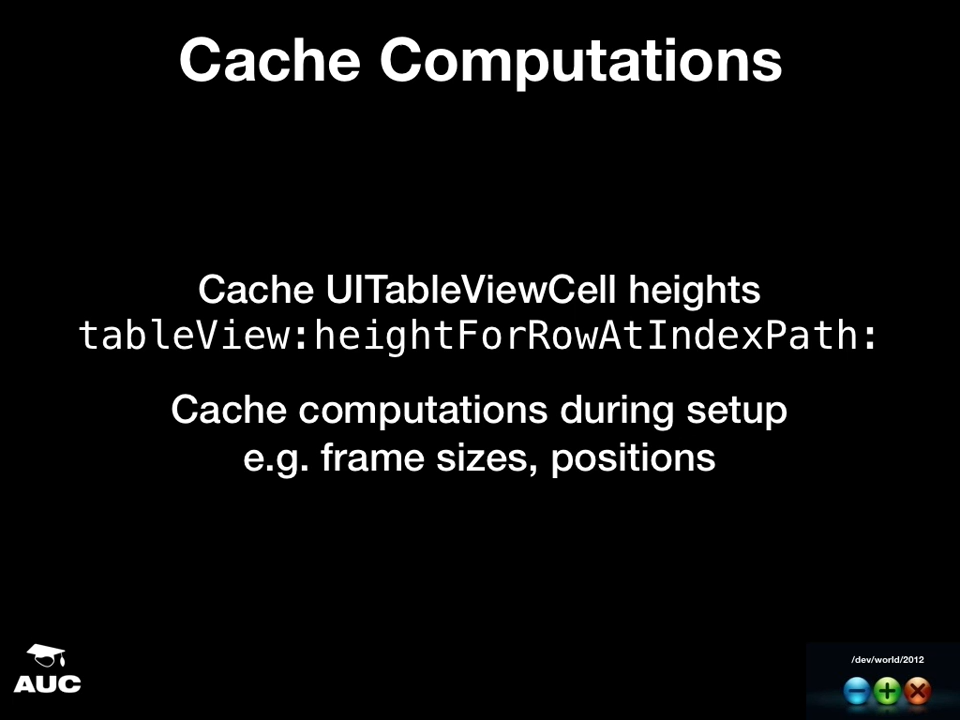 Cache Computations
Cache UITableViewCell heights
tableView:heightForRowAtIndexPath:
Cache computations during setup
e.g. frame sizes, positions
AUC
/dev/world/2012